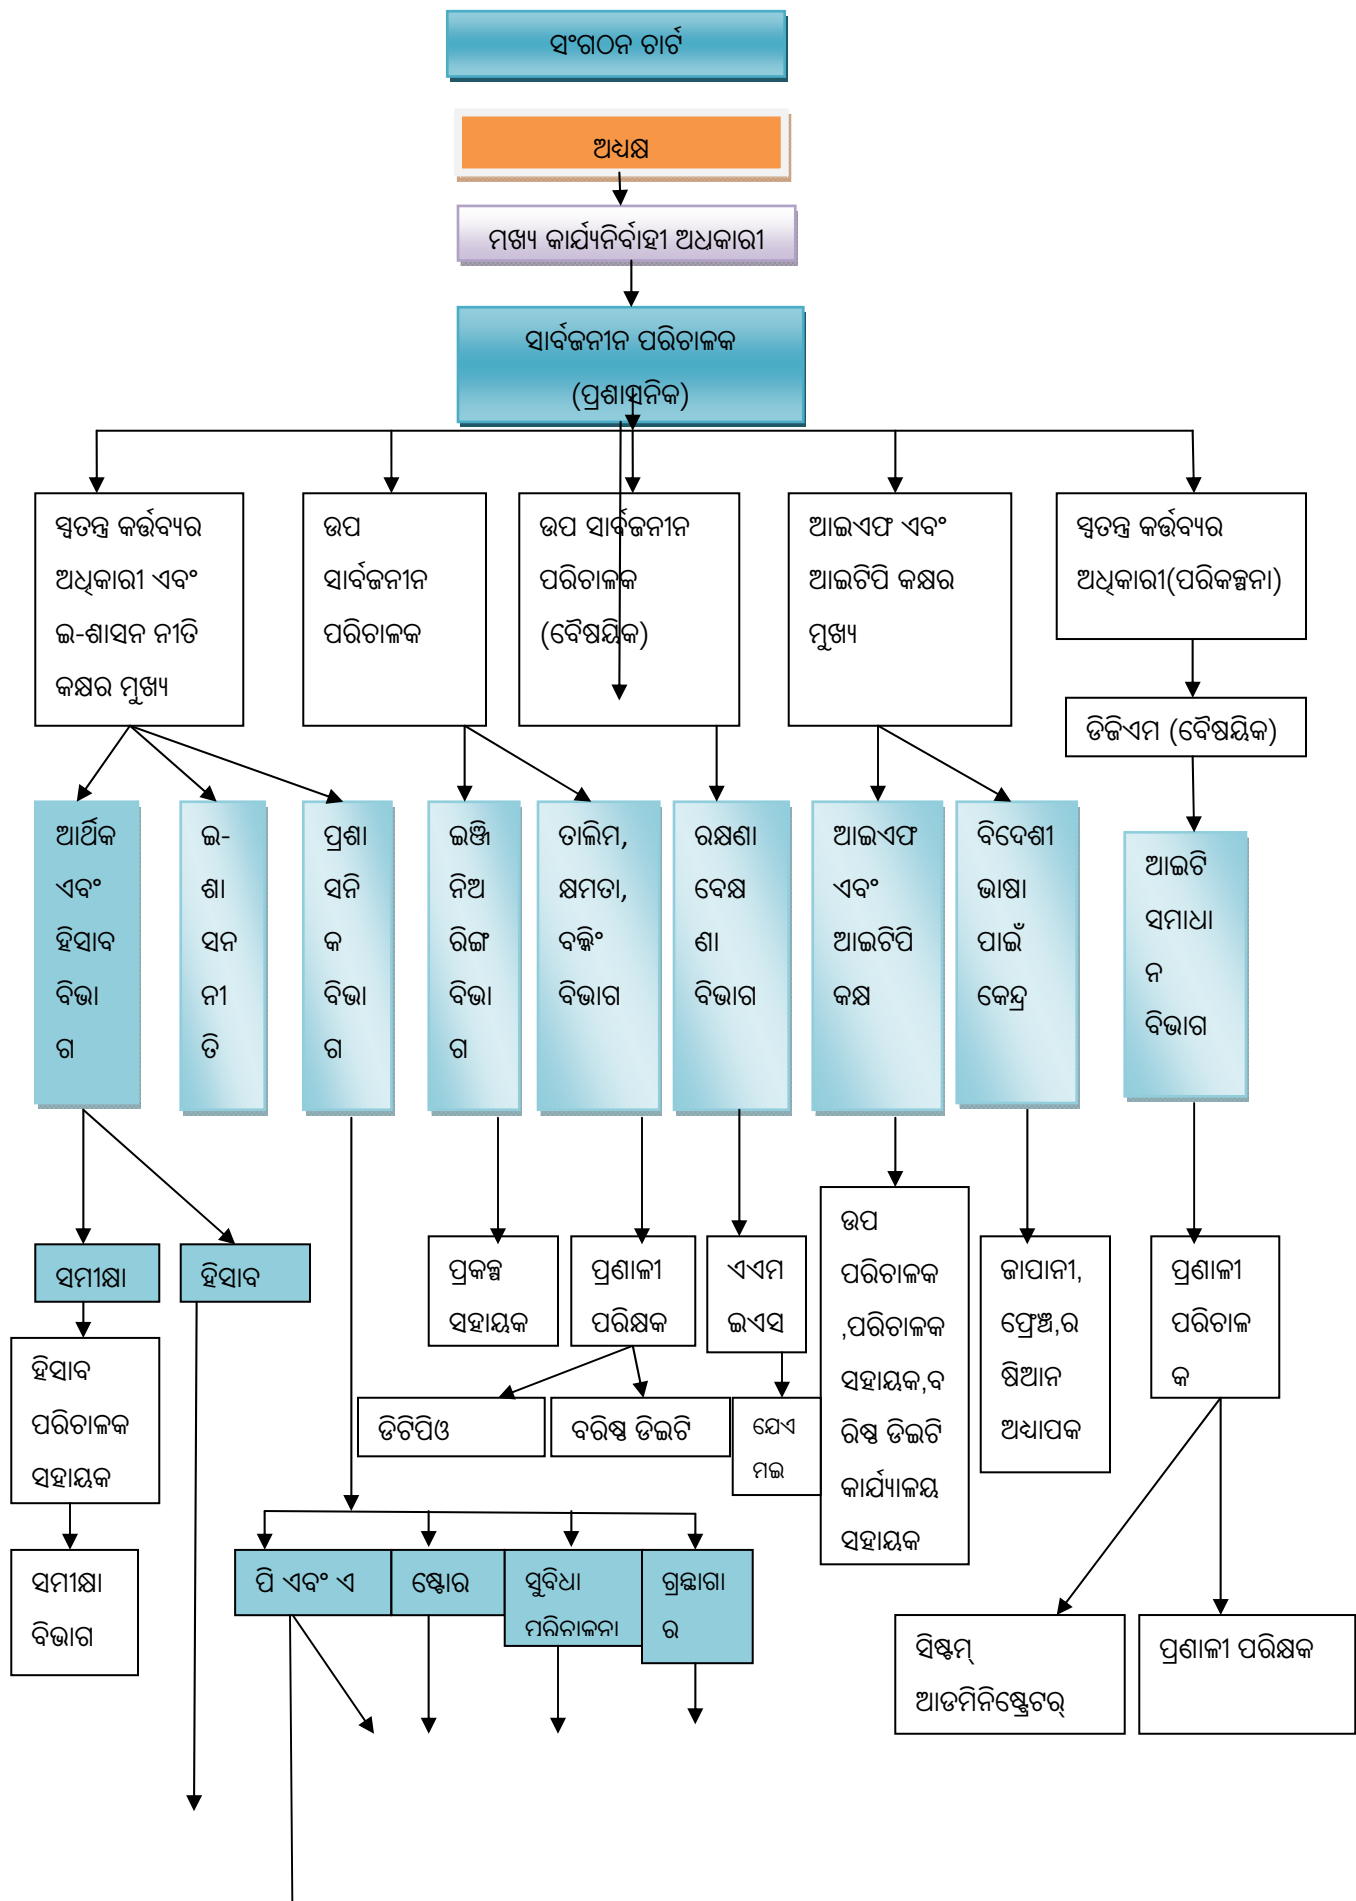 ସଂଗଠନ ଚାର୍ଟ
ଅଧ୍ୟକ୍ଷ
ମୁଖ୍ୟ କାର୍ଯ୍ୟନିର୍ବାହୀ ଅଧିକାରୀ
ସାର୍ବଜନୀନ ପରିଚାଳକ
(ପ୍ରଶାସନିକ)
ସ୍ୱତନ୍ତ୍ର କର୍ତ୍ତବ୍ୟର
ଅଧିକାରୀ ଏବଂ
ଇ-ଶାସନ ନୀତି
କକ୍ଷର ମୁଖ୍ୟ
ଉପ
ସାର୍ବଜନୀନ
ପରିଚାଳକ
ଉପ ସାର୍ବଜନୀନ
ପରିଚାଳକ
(ବୈଷୟିକ)
ଆଇଏଫ ଏବଂ
ଆଇଟିପି କକ୍ଷର
ମୁଖ୍ୟ
ସ୍ୱତନ୍ତ୍ର କର୍ତ୍ତବ୍ୟର
ଅଧିକାରୀ(ପରିକଳ୍ପନା)
ଡିଜିଏମ (ବୈଷୟିକ)
ଆର୍ଥିକ
ଏବଂ
ହିସାବ
ବିଭା
ଗ
ଇ-
ଶା
ସନ
ନୀ
ତି
ପ୍ରଶା
ସନି
କ
ବିଭା
ଗ
ଇଞ୍ଜି
ନିଅ
ରିଙ୍ଗ
ବିଭା
ଗ
ତାଲିମ,
କ୍ଷମତା,
ବଲ୍କିଂ
ବିଭାଗ
ରକ୍ଷଣା
ବେକ୍ଷ
ଣା
ବିଭାଗ
ଆଇଏଫ
ଏବଂ
ଆଇଟିପି
କକ୍ଷ
ବିଦେଶୀ
ଭାଷା
ପାଇଁ
କେନ୍ଦ୍ର
ଆଇଟି
ସମାଧା
ନ
ବିଭାଗ
ସମୀକ୍ଷା
ହିସାବ
ପ୍ରକଳ୍ପ
ସହାୟକ
ପ୍ରଣାଳୀ
ପରିକ୍ଷକ
ଏଏମ
ଇଏସ
ଉପ
ପରିଚାଳକ
,ପରିଚାଳକ
ସହାୟକ,ବ
ରିଷ୍ଠ ଡିଇଟି
କାର୍ଯ୍ୟାଳୟ
ସହାୟକ
ଜାପାନୀ,
ଫ୍ରେଞ୍ଚ,ର
ଷିଆନ
ଅଧ୍ୟାପକ
ପ୍ରଣାଳୀ
ପରିଚାଳ
କ
ହିସାବ
ପରିଚାଳକ
ସହାୟକ
ଡିଟିପିଓ
ବରିଷ୍ଠ ଡିଇଟି
ଯେଏ
ମଇ
ସମୀକ୍ଷା
ବିଭାଗ
ପି ଏବଂ ଏ
ଷ୍ଟୋର
ସୁବିଧା
ପରିଚାଳନା
ଗ୍ରନ୍ଥାଗା
ର
ସିଷ୍ଟମ୍
ଆଡମିନିଷ୍ଟ୍ରେଟର୍
ପ୍ରଣାଳୀ ପରିକ୍ଷକ